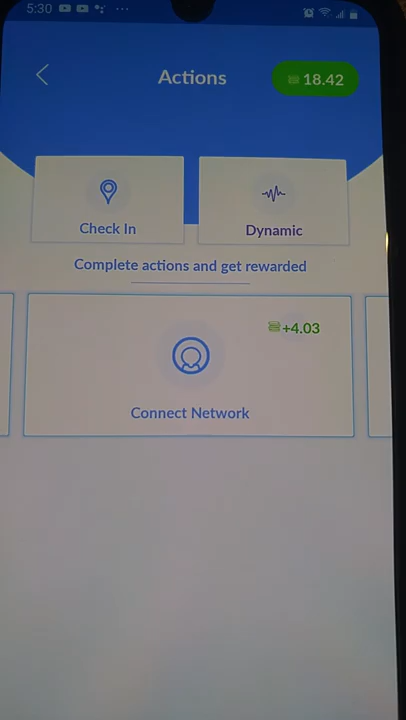 5:30
Actions
18.42
Check In
Dynamic
Complete actions and get rewarded
+4.03
Connect Network